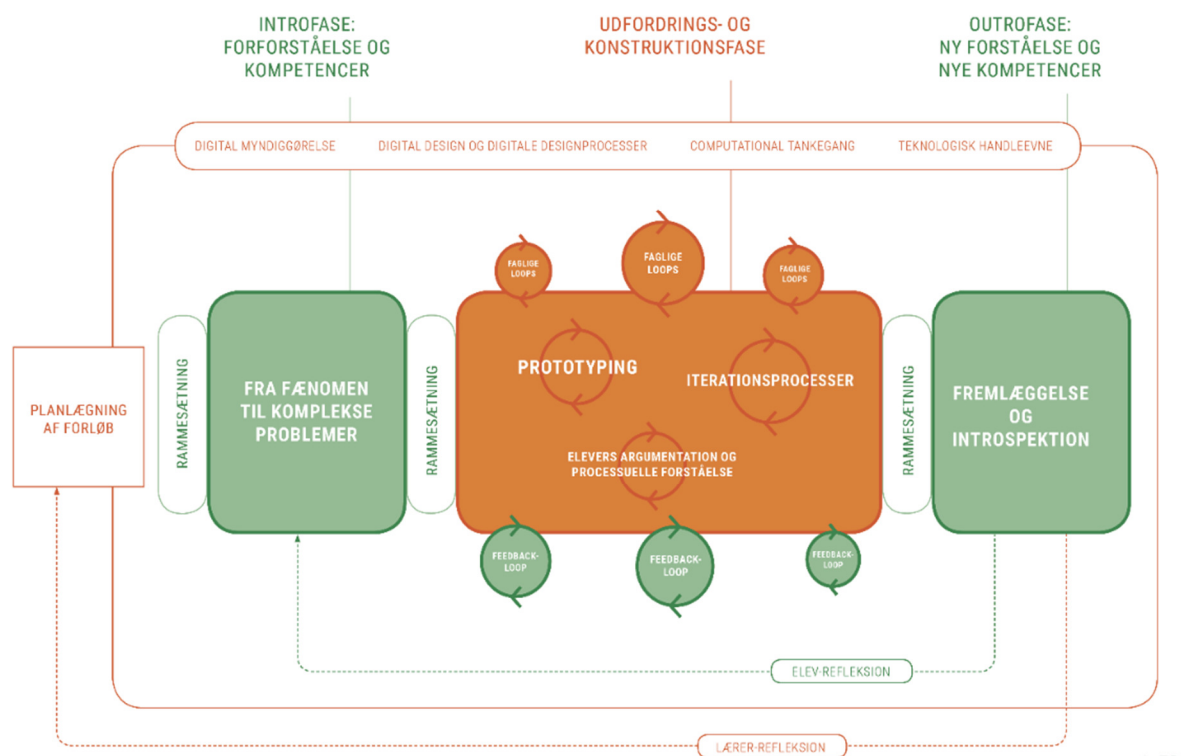 INTROFASE:
FORFORSTÅELSE OG
KOMPETENCER
UDFORDRINGS- OG
KONSTRUKTIONSFASE
OUTROFASE:
NY FORSTÅELSE OG
NYE KOMPETENCER
DIGITAL MYNDIGGØRELSE
DIGITAL DESIGN OG DIGITALE DESIGNPROCESSER
COMPUTATIONAL TANKEGANG
TEKNOLOGISK HANDLEEVNE
FAGLIGE
LOOPS
FAGLIGE
LOOPS
FAGLIGE
LOOPS
PLANLÆGNING
AF FORLØB
RAMMESÆTNING
FRA FÆNOMEN
TIL KOMPLEKSE
PROBLEMER
RAMMESÆTNING
PROTOTYPING
ITERATIONSPROCESSER
ELEVERS ARGUMENTATION OG
PROCESSUELLE FORSTÅELSE
RAMMESÆTNING
FREMLÆGGELSE
OG
INTROSPEKTION
FEEDBACK-
LOOP
FEEDBACK-
LOOP
FEEDBACK-
LOOP
ELEV-REFLEKSION
LÆRER-REFLEKSION